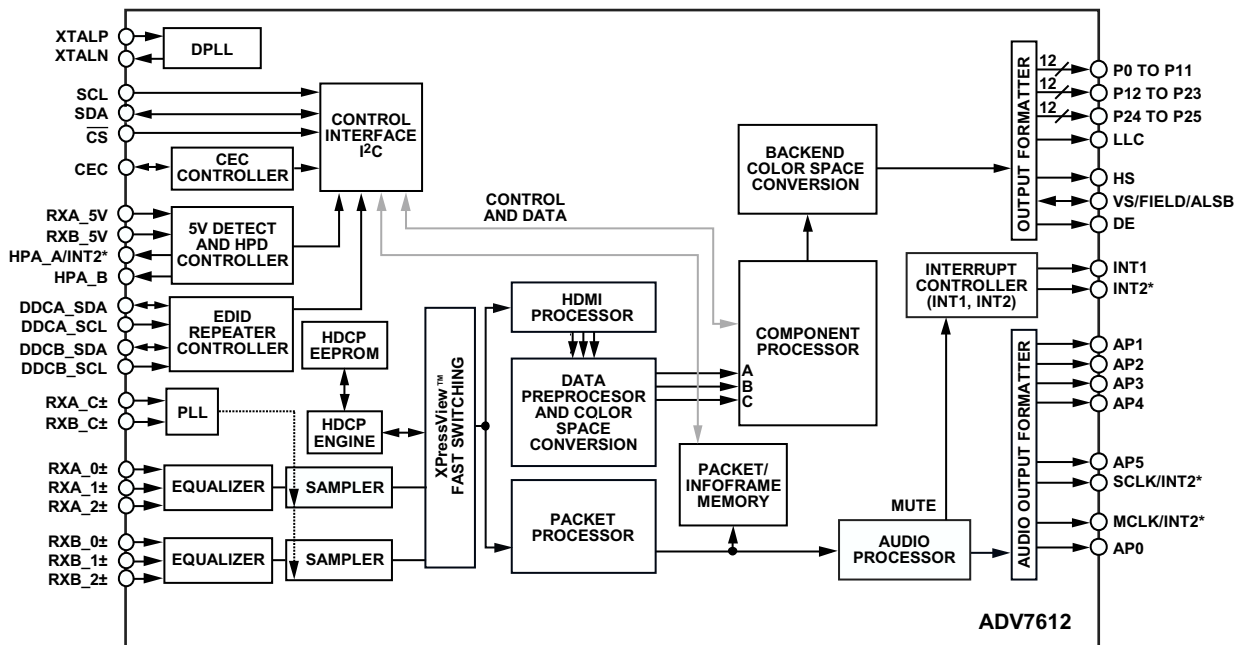 XTALP
XTALN
DPLL
SCL
SDA
CS
CEC
CEC
CONTROLLER
CONTROL
INTERFACE
I2C
RXA_5V
RXB_5V
HPA_A/INT2*
HPA_B
5V DETECT
AND HPD
CONTROLLER
DDCA_SDA
DDCA_SCL
DDCB_SDA
DDCB_SCL
EDID
REPEATER
CONTROLLER
HDCP
EEPROM
HDCP
ENGINE
RXA_C±
RXB_C±
PLL
RXA_0±
RXA_1±
RXA_2±
EQUALIZER
SAMPLER
RXB_0±
RXB_1±
RXB_2±
EQUALIZER
SAMPLER
XPressView™
FAST SWITCHING
CONTROL
AND DATA
HDMI
PROCESSOR
DATA
PREPROCESOR
AND COLOR
SPACE
CONVERSION
PACKET
PROCESSOR
A
B
C
COMPONENT
PROCESSOR
BACKEND
COLOR SPACE
CONVERSION
PACKET/
INFOFRAME
MEMORY
MUTE
AUDIO
PROCESSOR
INTERRUPT
CONTROLLER
(INT1, INT2)
OUTPUT FORMATTER
12
12
12
P0 TO P11
P12 TO P23
P24 TO P25
LLC
HS
VS/FIELD/ALSB
DE
INT1
INT2*
AUDIO OUTPUT FORMATTER
AP1
AP2
AP3
AP4
AP5
SCLK/INT2*
MCLK/INT2*
AP0
ADV7612